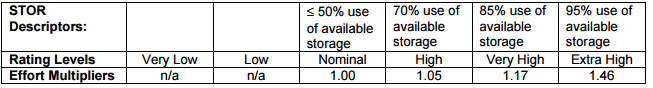 STOR Descriptors: ≤ 50% use of available storage 70% use of available storage 85% use of available storage 95% use of available storage
Rating Levels Very Low Low Nominal High Very High Extra High
Effort Multipliers n/a n/a 1.00 1.05 1.17 1.46